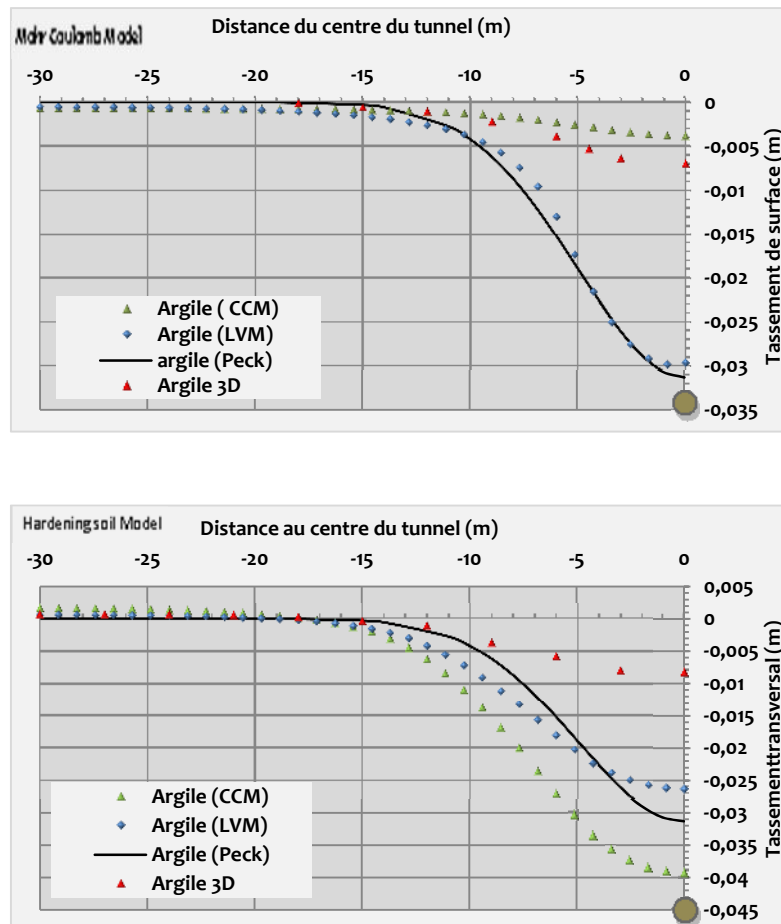 Mohr Coulomb Model
Distance du centre du tunnel (m)
-30 -25 -20 -15 -10 -5 0
0
-0,005
-0,01
-0,015
-0,02
-0,025
-0,03
-0,035
Tassement de surface (m)
Argile ( CCM)
Argile (LVM)
argile (Peck)
Argile 3D
Hardeningsoil Model
Distance au centre du tunnel (m)
-30 -25 -20 -15 -10 -5 0
0,005
0
-0,005
-0,01
-0,015
-0,02
-0,025
-0,03
-0,035
-0,04
-0,045
Tassementtransversal (m)
Argile (CCM)
Argile (LVM)
Argile (Peck)
Argile 3D